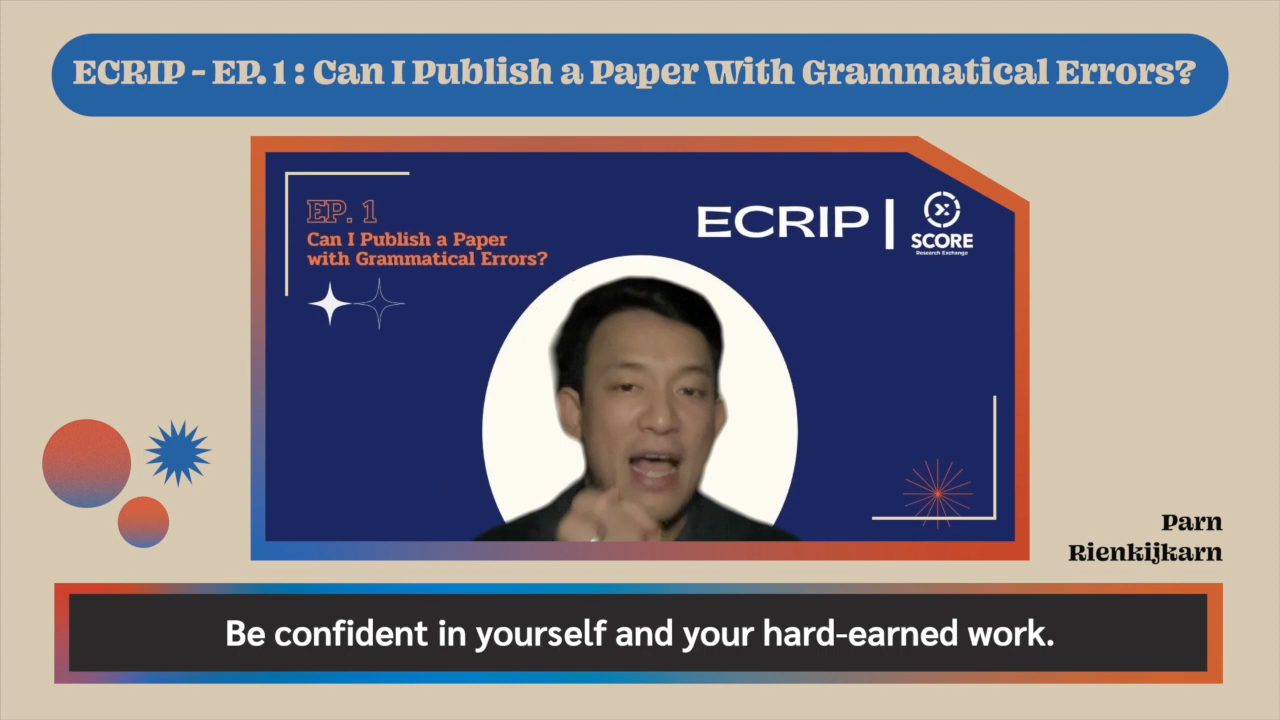 ECRIP - EP. 1 : Can I Publish a Paper With Grammatical Errors?
EP. 1
Can I Publish a Paper
with Grammatical Errors?
ECRIP |
SCORE
Research Exchange
Parn
Rienkijkarn
Be confident in yourself and your hard-earned work.